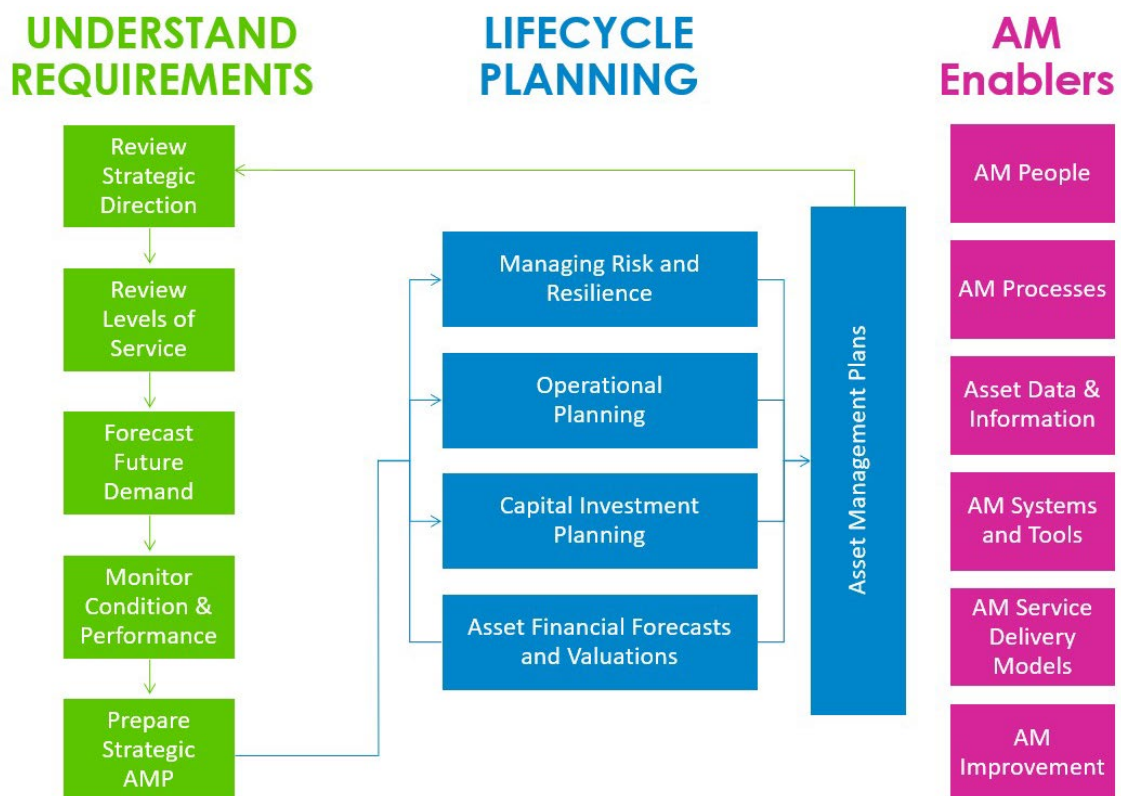 UNDERSTAND
REQUIREMENTS
Review
Strategic
Direction
Review
Levels of
Service
Forecast
Future
Demand
Monitor
Condition &
Performance
Prepare
Strategic
AMP
LIFECYCLE
PLANNING
Managing Risk and
Resilience
Operational
Planning
Capital Investment
Planning
Asset Financial Forecasts
and Valuations
Asset Management Plans
AM
Enablers
AM People
AM Processes
Asset Data &
Information
AM Systems
and Tools
AM Service
Delivery
Models
AM
Improvement